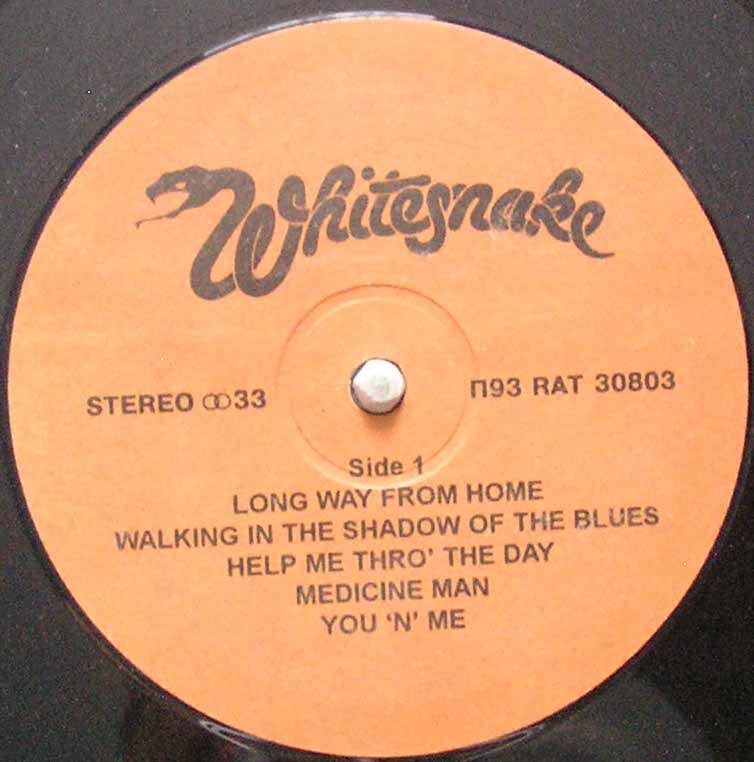 Whitesnake
STEREO ꝏ 33 П93 RAT 30803
Side 1
LONG WAY FROM HOME
WALKING IN THE SHADOW OF THE BLUES
HELP ME THRO' THE DAY
MEDICINE MAN
YOU ‘N’ ME